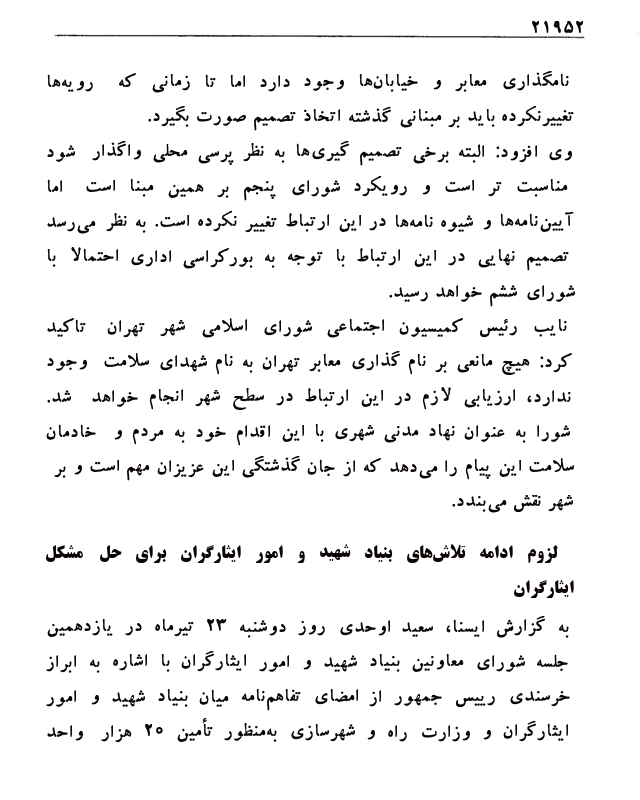 ۲۱۹۵۲
نامگذاری معابر و خیابان‌ها وجود دارد اما تا زمانی که رویه‌ها
تغییرنکرده باید بر مبنانی گذشته اتخاذ تصمیم صورت بگیرد.
وی افزود: البته برخی تصمیم گیری‌ها به نظر پرسی محلی واگذار شود
مناسبت تر است و رویکرد شورای پنجم بر همین مبنا است اما
آیین‌نامه‌ها و شیوه نامه‌ها در این ارتباط تغییر نکرده است. به نظر می‌رسد
تصمیم نهایی در این ارتباط با توجه به بورکراسی اداری احتمالا با
شورای ششم خواهد رسید.
نایب رئیس کمیسیون اجتماعی شورای اسلامی شهر تهران تاکید
کرد: هیچ مانعی بر نام گذاری معابر تهران به نام شهدای سلامت وجود
ندارد، ارزیابی لازم در این ارتباط در سطح شهر انجام خواهد شد.
شورا به عنوان نهاد مدنی شهری با این اقدام خود به مردم و خادمان
سلامت این پیام را می‌دهد که از جان گذشتگی این عزیزان مهم است و بر
شهر نقش می‌بندد.
لزوم ادامه تلاش‌های بنیاد شهید و امور ایثارگران برای حل مشکل
ایثارگران
به گزارش ایسنا، سعید اوحدی روز دوشنبه ۲۳ تیرماه در یازدهمین
جلسه شورای معاونین بنیاد شهید و امور ایثارگران با اشاره به ابراز
خرسندی رییس جمهور از امضای تفاهم‌نامه میان بنیاد شهید و امور
ایثارگران و وزارت راه و شهرسازی به‌منظور تأمین ۲۰ هزار واحد